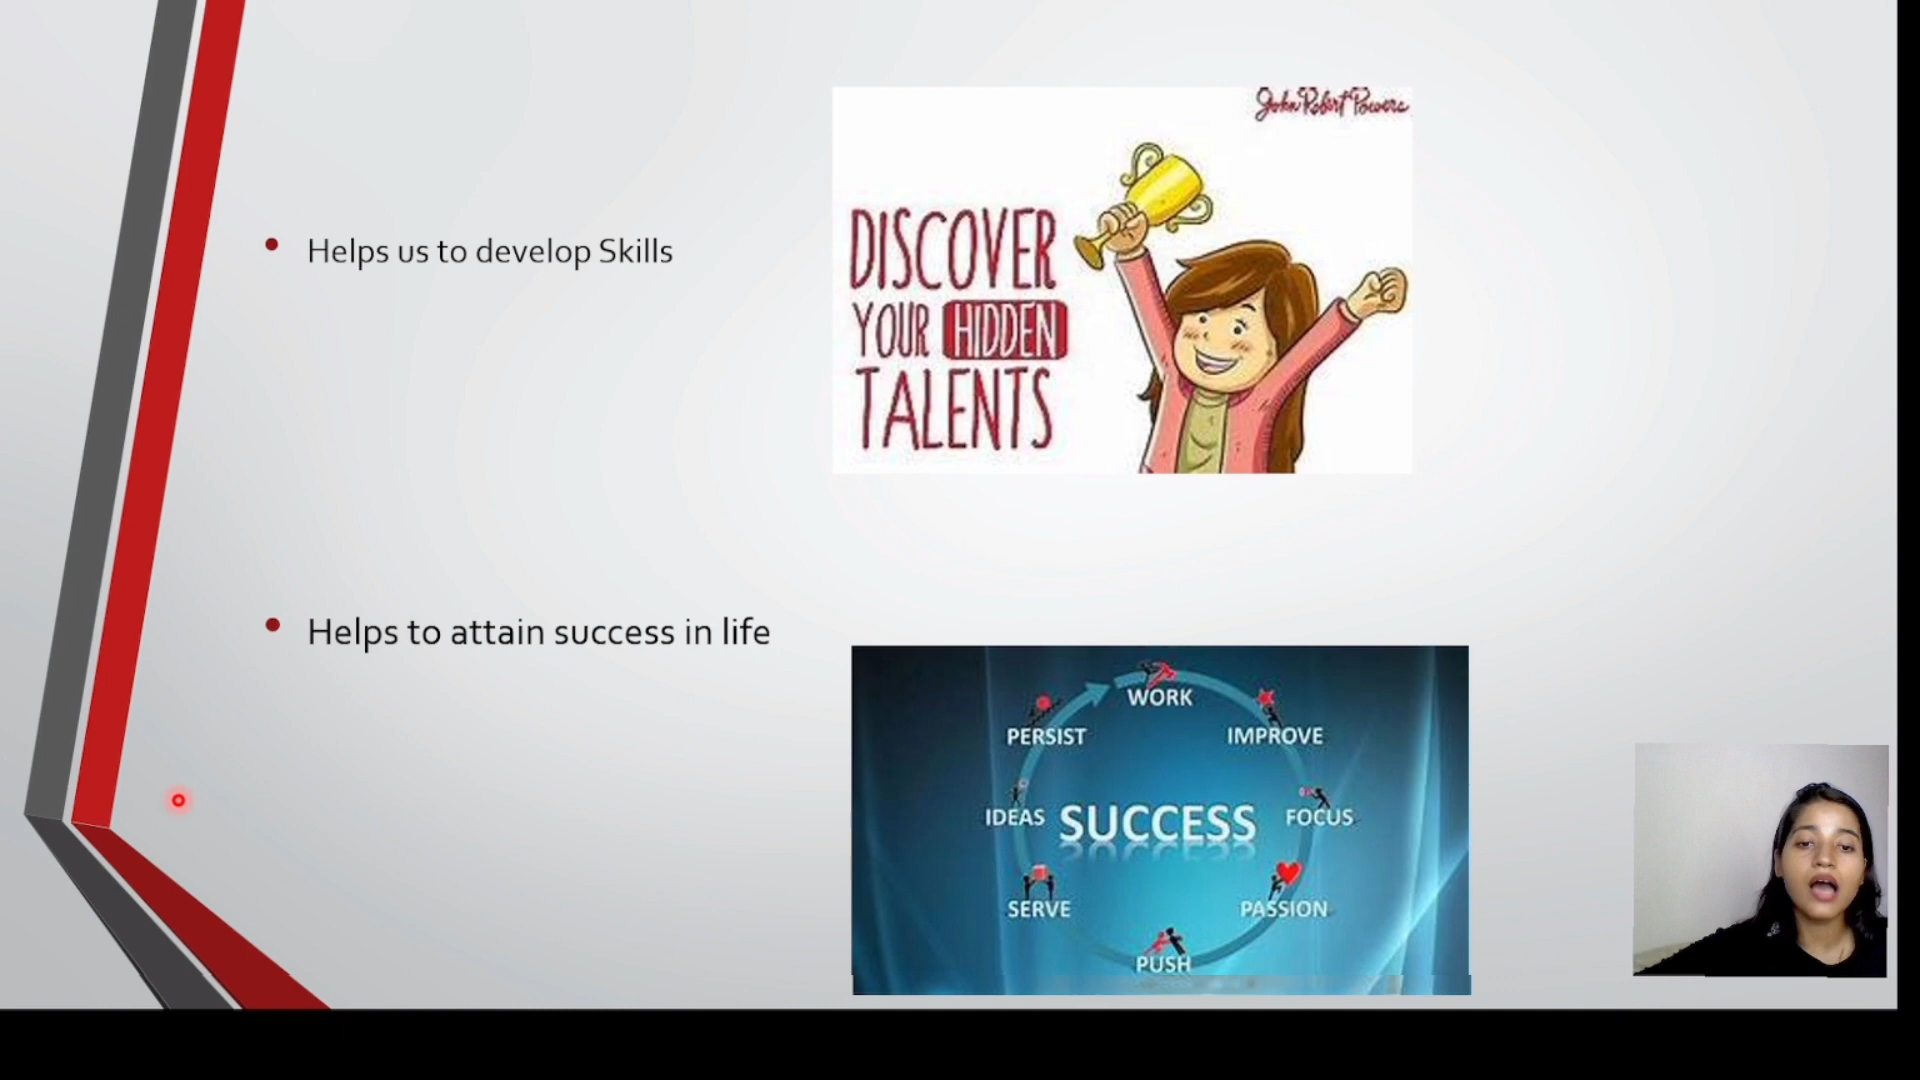 John Robert Powers
• Helps us to develop Skills
DISCOVER
YOUR HIDDEN
TALENTS
• Helps to attain success in life
WORK
PERSIST
IMPROVE
IDEAS
SUCCESS
FOCUS
SERVE
PASSION
PUSH